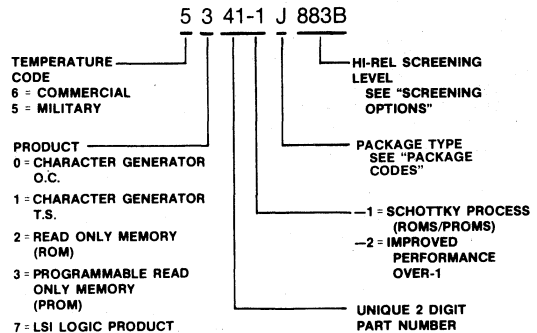 5 3 41-1 J 883B
TEMPERATURE
CODE
6 = COMMERCIAL
5 = MILITARY
PRODUCT
0 = CHARACTER GENERATOR
O.C.
1 = CHARACTER GENERATOR
T.S.
2 = READ ONLY MEMORY
(ROM)
3 = PROGRAMMABLE READ
ONLY MEMORY
(PROM)
7 = LSI LOGIC PRODUCT
HI-REL SCREENING
LEVEL
SEE "SCREENING
OPTIONS"
PACKAGE TYPE
SEE "PACKAGE
CODES"
—1 = SCHOTTKY PROCESS
(ROMS/PROMS)
—2 = IMPROVED
PERFORMANCE
OVER-1
UNIQUE 2 DIGIT
PART NUMBER